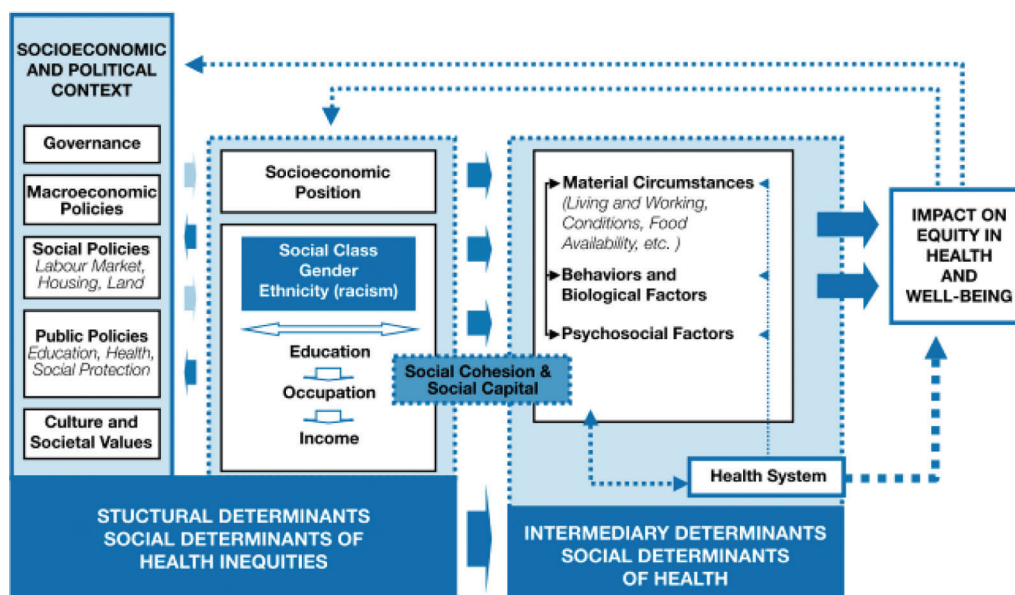 SOCIOECONOMIC
AND POLITICAL
CONTEXT
Governance
Macroeconomic
Policies
Social Policies
Labour Market,
Housing, Land
Public Policies
Education, Health,
Social Protection
Culture and
Societal Values
Socioeconomic
Position
Social Class
Gender
Ethnicity (racism)
Education
Occupation
Income
Social Cohesion &
Social Capital
Material Circumstances
(Living and Working,
Conditions, Food
Availability, etc. )
Behaviors and
Biological Factors
Psychosocial Factors
Health System
IMPACT ON
EQUITY IN
HEALTH
AND
WELL-BEING
STUCTURAL DETERMINANTS
SOCIAL DETERMINANTS OF
HEALTH INEQUITIES
INTERMEDIARY DETERMINANTS
SOCIAL DETERMINANTS
OF HEALTH